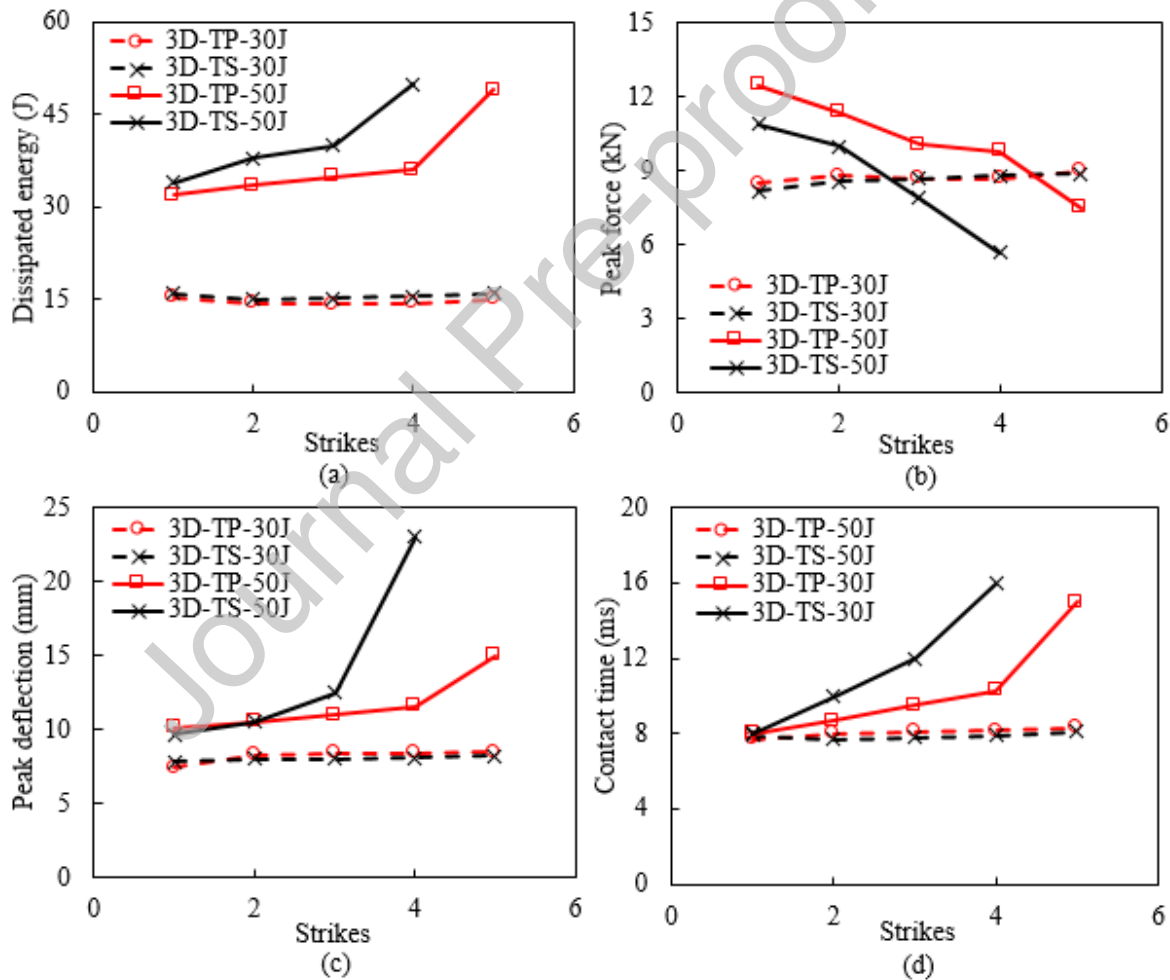 60
45
30
15
0
Dissipated energy (J)
3D-TP-30J
3D-TS-30J
3D-TP-50J
3D-TS-50J
0 2 4 6
Strikes
(a)
15
12
9
6
3
0
Peak force (kN)
3D-TP-30J
3D-TS-30J
3D-TP-50J
3D-TS-50J
0 2 4 6
Strikes
(b)
25
20
15
10
5
0
Peak deflection (mm)
3D-TP-30J
3D-TS-30J
3D-TP-50J
3D-TS-50J
0 2 4 6
Strikes
(c)
20
16
12
8
4
0
Contact time (ms)
3D-TP-50J
3D-TS-50J
3D-TP-30J
3D-TS-30J
0 2 4 6
Strikes
(d)
Journal Pre-proo